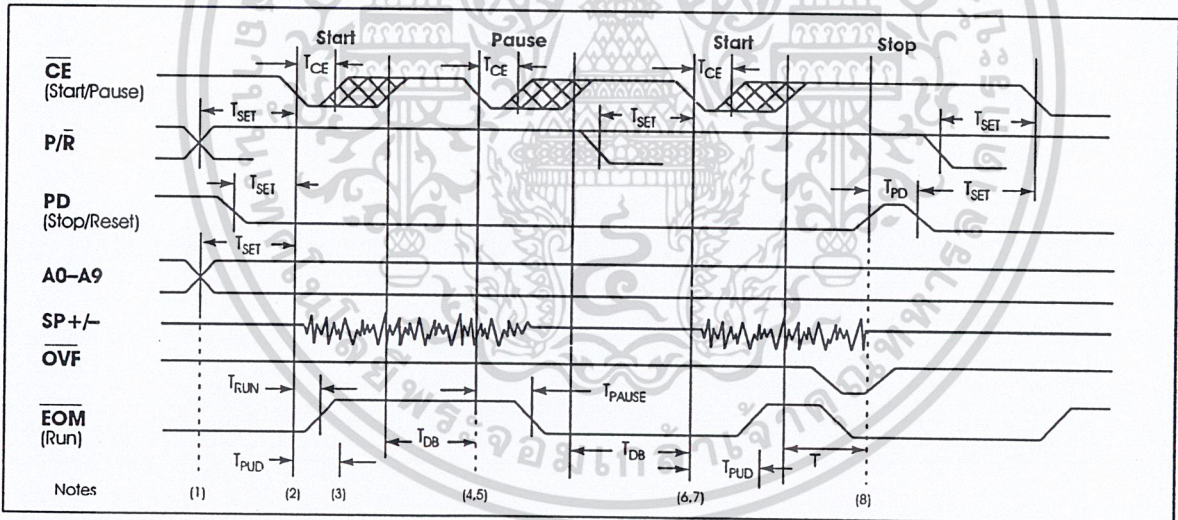 Start Pause Start Stop
CE TCE TCE TCE
(Start/Pause)
TSET TSET TSET
P/R
TSET TPD TSET
PD
(Stop/Reset)
TSET
A0–A9
SP+/–
OVF
TRUN TPAUSE
EOM
(Run)
TDB TDB T
TPUD TPUD
Notes (1) (2) (3) (4,5) (6,7) (8)